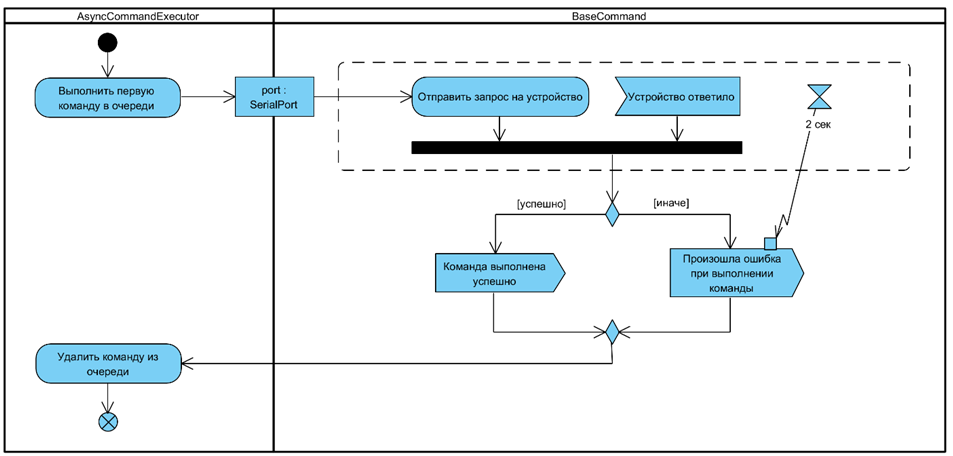 AsyncCommandExecutor
BaseCommand
Выполнить первую
команду в очереди
port :
SerialPort
Отправить запрос на устройство
Устройство ответило
2 сек
[успешно]
[иначе]
Команда выполнена
успешно
Произошла ошибка
при выполнении
команды
Удалить команду из
очереди